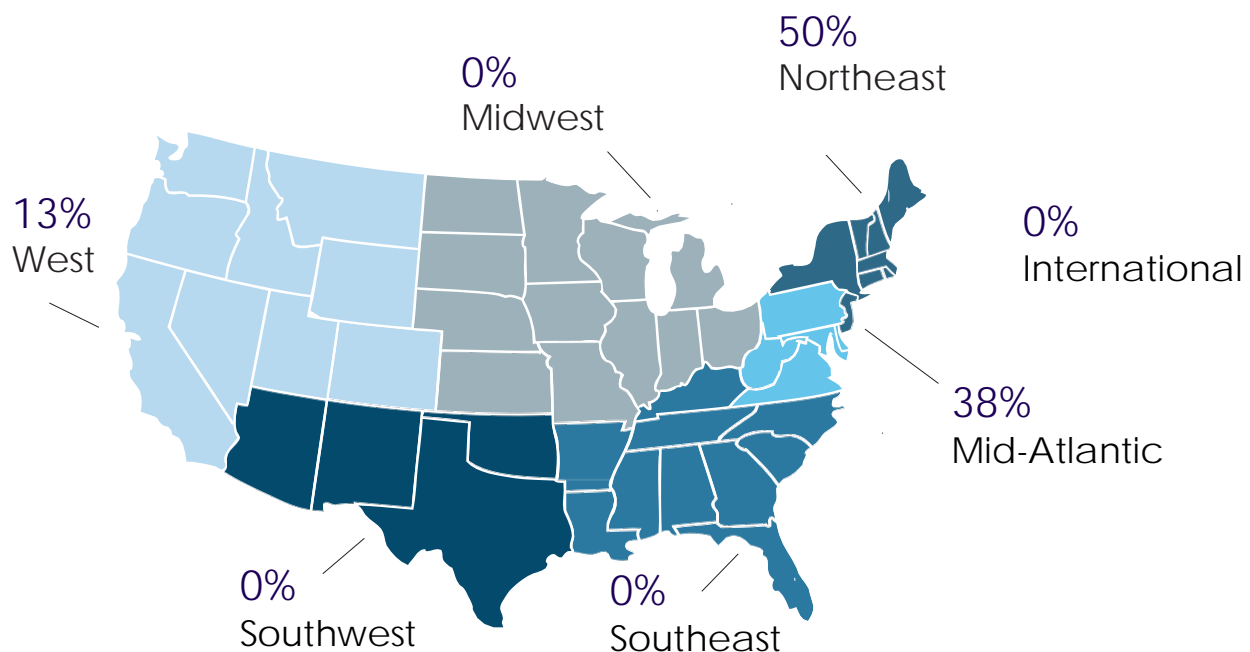 50%
Northeast
0%
Midwest
13%
West
0%
International
38%
Mid-Atlantic
0%
Southwest
0%
Southeast